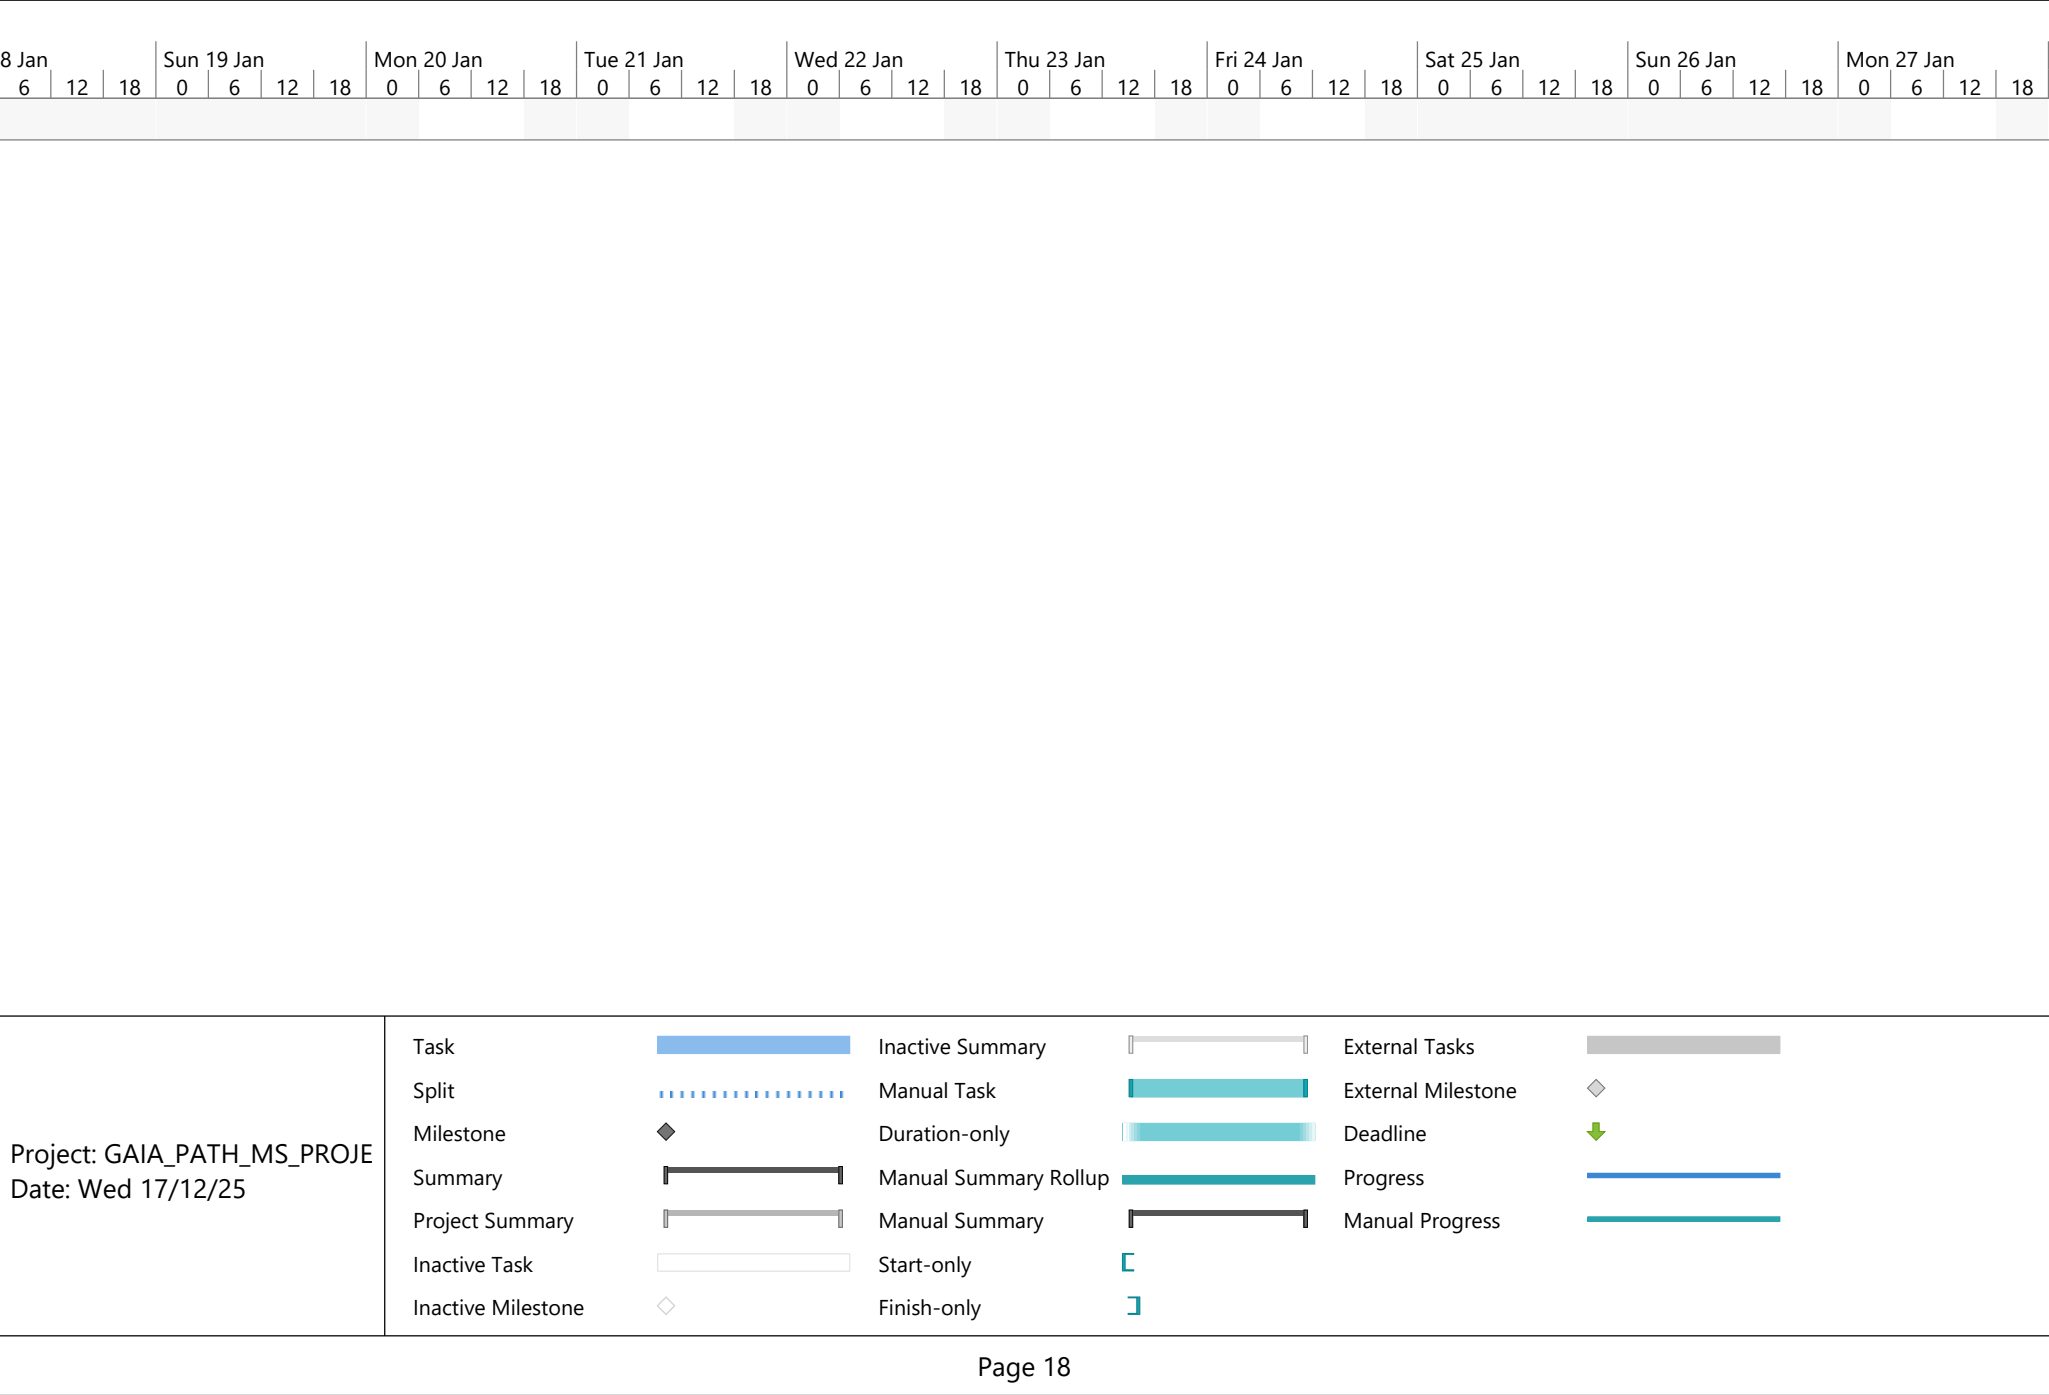 8 Jan Sun 19 Jan Mon 20 Jan Tue 21 Jan Wed 22 Jan Thu 23 Jan Fri 24 Jan Sat 25 Jan Sun 26 Jan Mon 27 Jan
6 12 18 0 6 12 18 0 6 12 18 0 6 12 18 0 6 12 18 0 6 12 18 0 6 12 18 0 6 12 18 0 6 12 18 0 6 12 18
Project: GAIA_PATH_MS_PROJE
Date: Wed 17/12/25
Task
Split
Milestone
Summary
Project Summary
Inactive Task
Inactive Milestone
Inactive Summary
Manual Task
Duration-only
Manual Summary Rollup
Manual Summary
Start-only
Finish-only
External Tasks
External Milestone
Deadline
Progress
Manual Progress
Page 18